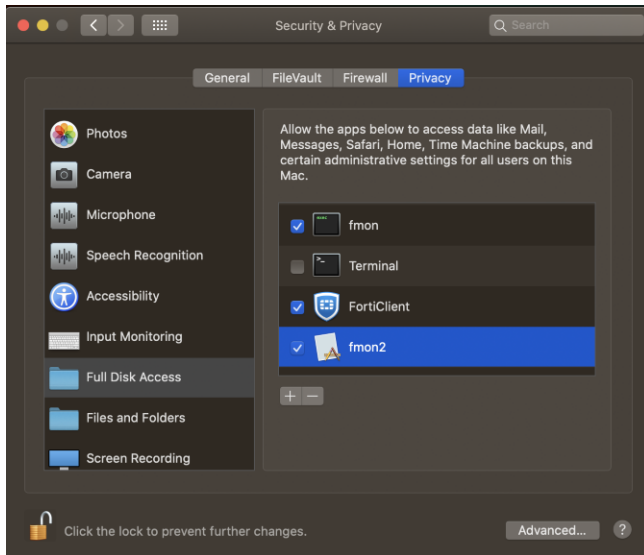 Security & Privacy
Search
General
FileVault
Firewall
Privacy
Photos
Camera
Microphone
Speech Recognition
Accessibility
Input Monitoring
Full Disk Access
Files and Folders
Screen Recording
Allow the apps below to access data like Mail,
Messages, Safari, Home, Time Machine backups, and
certain administrative settings for all users on this
Mac.
fmon
Terminal
FortiClient
fmon2
Click the lock to prevent further changes.
Advanced...
?